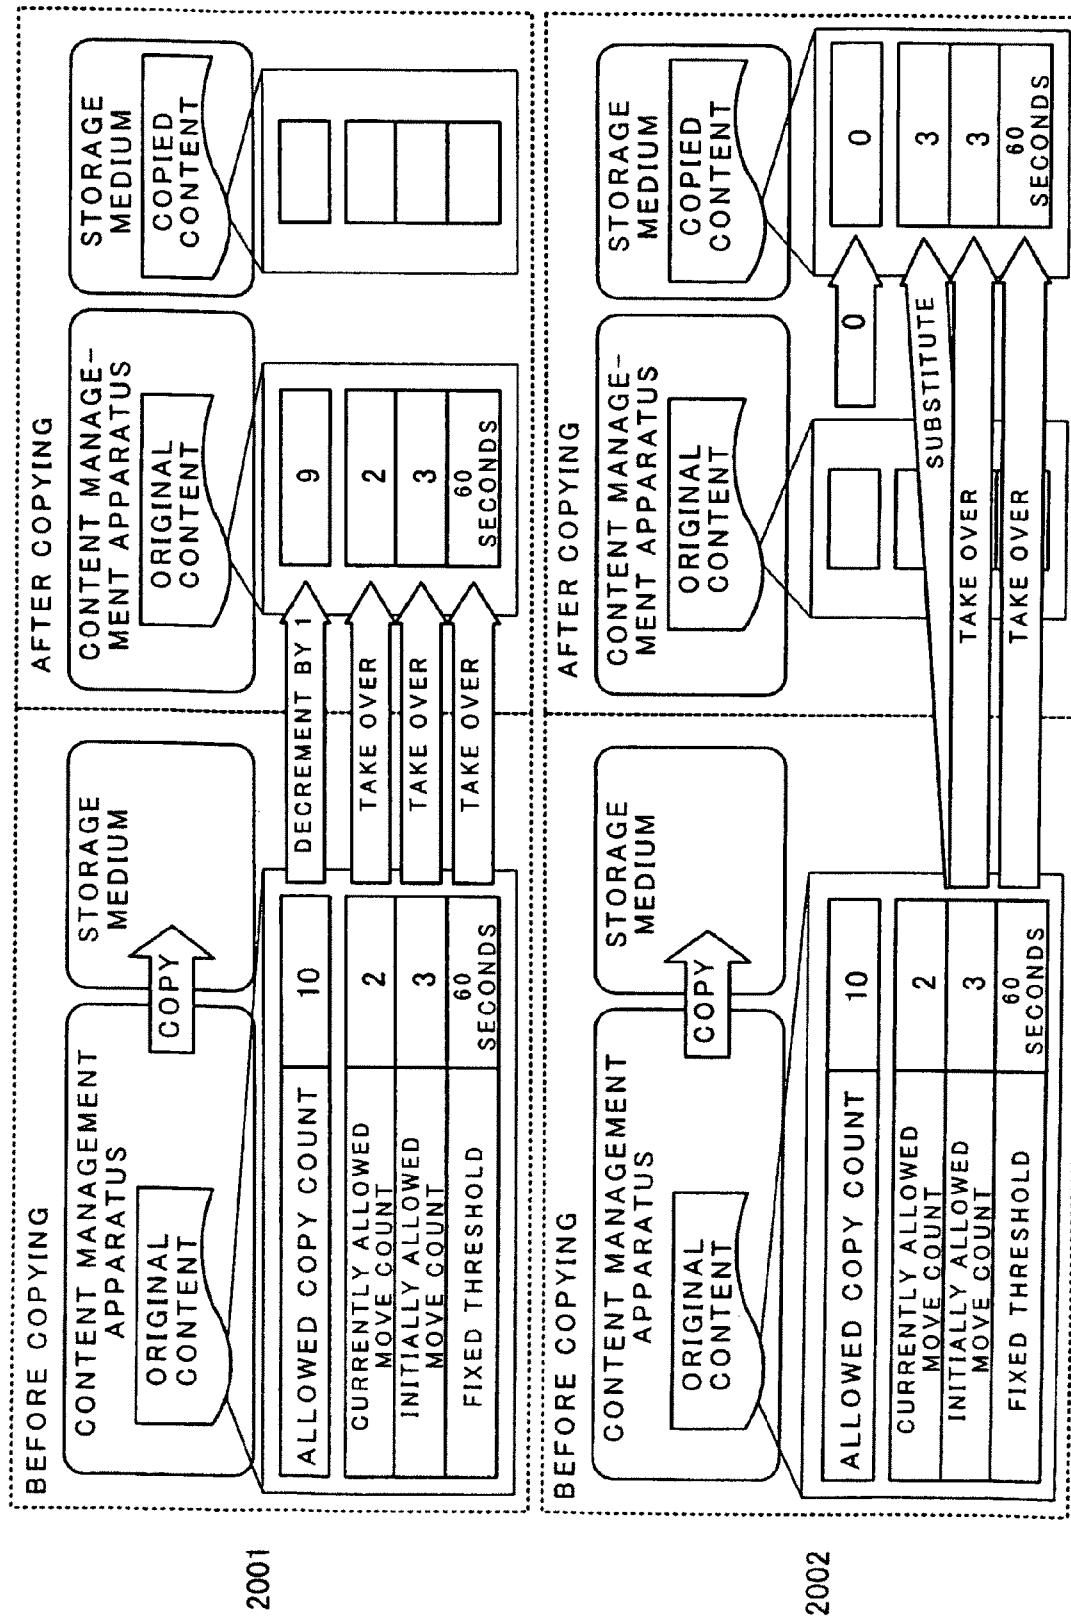 2001
BEFORE COPYING
CONTENT MANAGEMENT
APPARATUS
ORIGINAL
CONTENT
COPY
STORAGE
MEDIUM
ALLOWED COPY COUNT
10
CURRENTLY ALLOWED
MOVE COUNT
2
INITIALLY ALLOWED
MOVE COUNT
3
FIXED THRESHOLD
60
SECONDS
DECREMENT BY 1
TAKE OVER
TAKE OVER
TAKE OVER
AFTER COPYING
CONTENT MANAGE-
MENT APPARATUS
ORIGINAL
CONTENT
9
2
3
60
SECONDS
STORAGE
MEDIUM
COPIED
CONTENT
2002
BEFORE COPYING
CONTENT MANAGEMENT
APPARATUS
ORIGINAL
CONTENT
COPY
STORAGE
MEDIUM
ALLOWED COPY COUNT
10
CURRENTLY ALLOWED
MOVE COUNT
2
INITIALLY ALLOWED
MOVE COUNT
3
FIXED THRESHOLD
60
SECONDS
AFTER COPYING
CONTENT MANAGE-
MENT APPARATUS
ORIGINAL
CONTENT
0
SUBSTITUTE
TAKE OVER
TAKE OVER
STORAGE
MEDIUM
COPIED
CONTENT
0
3
3
60
SECONDS